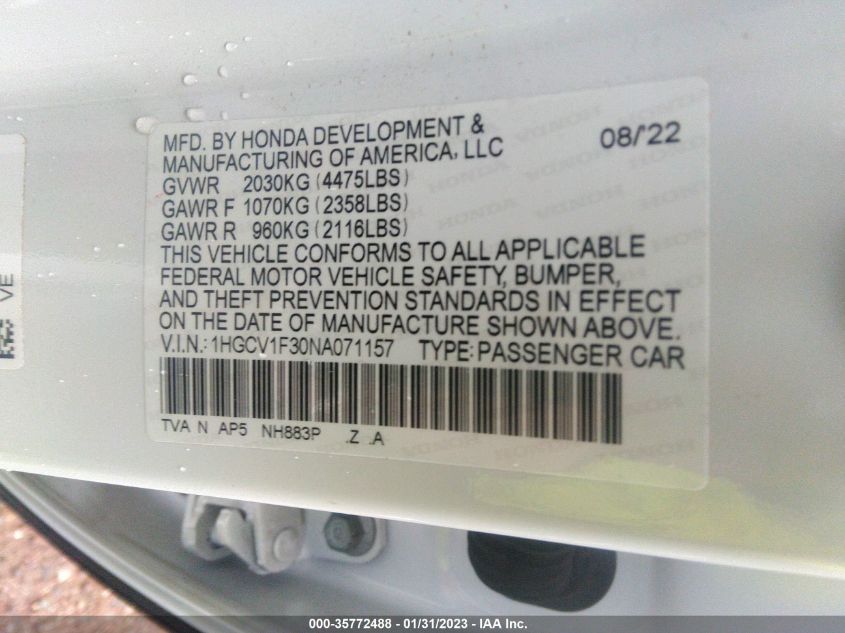 MFD. BY HONDA DEVELOPMENT & 08/'22
MANUFACTURING OF AMERICA, LLC
GVWR 2030KG (4475LBS)
GAWR F 1070KG (2358LBS)
GAWR R 960KG (2116LBS)
THIS VEHICLE CONFORMS TO ALL APPLICABLE
FEDERAL MOTOR VEHICLE SAFETY, BUMPER,
AND THEFT PREVENTION STANDARDS IN EFFECT
ON THE DATE OF MANUFACTURE SHOWN ABOVE.
V.I.N.:1HGCV1F30NA071157 TYPE:PASSENGER CAR
TVA N AP5 NH883P .Z .A
VE
000-35772488 - 01/31/2023 - IAA Inc.